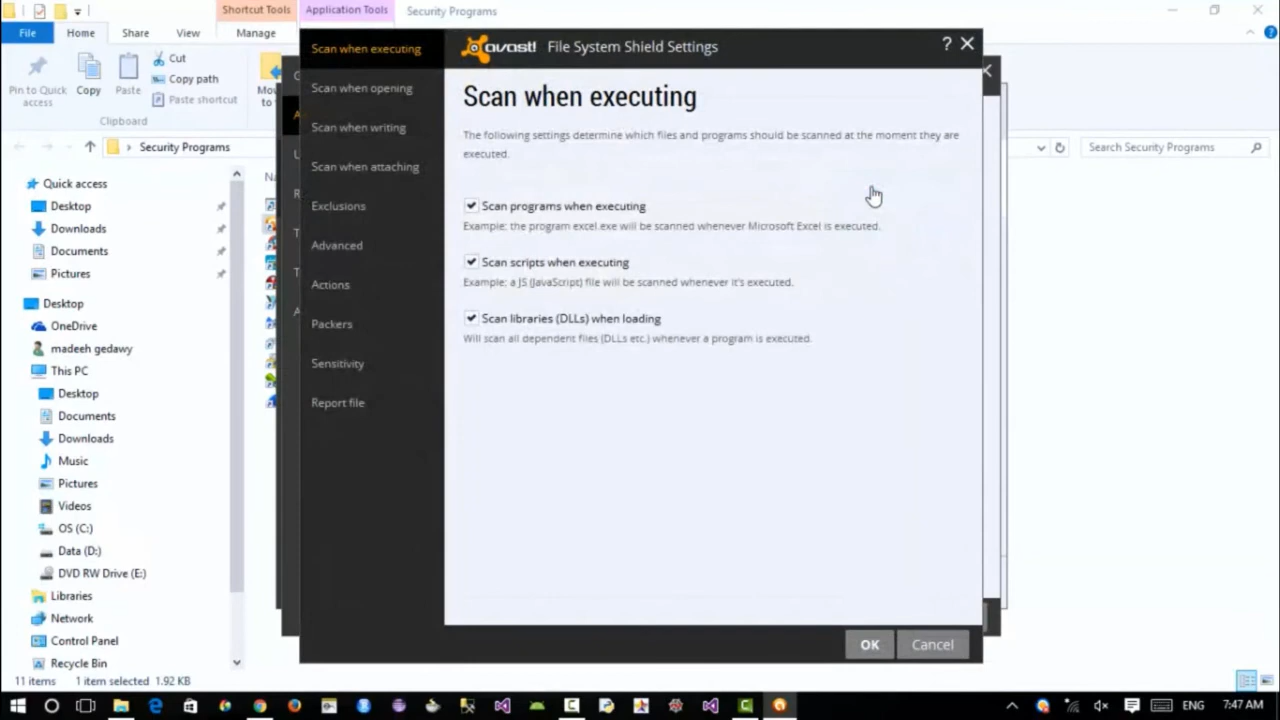 Shortcut Tools
Application Tools
Security Programs
File
Home
Share
View
Manage
Pin to Quick
access
Copy
Paste
Cut
Copy path
Paste shortcut
Clipboard
Security Programs
Search Security Programs
Quick access
Desktop
Downloads
Documents
Pictures
Desktop
OneDrive
madeeh gedawy
This PC
Desktop
Documents
Downloads
Music
Pictures
Videos
OS (C:)
Data (D:)
DVD RW Drive (E:)
Libraries
Network
Control Panel
Recycle Bin
11 items 1 item selected 1.92 KB
Scan when executing
Scan when opening
Scan when writing
Scan when attaching
Exclusions
Advanced
Actions
Packers
Sensitivity
Report file
avast! File System Shield Settings
?
Scan when executing
The following settings determine which files and programs should be scanned at the moment they are
executed.
Scan programs when executing
Example: the program excel.exe will be scanned whenever Microsoft Excel is executed.
Scan scripts when executing
Example: a JS (JavaScript) file will be scanned whenever it's executed.
Scan libraries (DLLs) when loading
Will scan all dependent files (DLLs etc.) whenever a program is executed.
OK
Cancel
ENG
7:47 AM